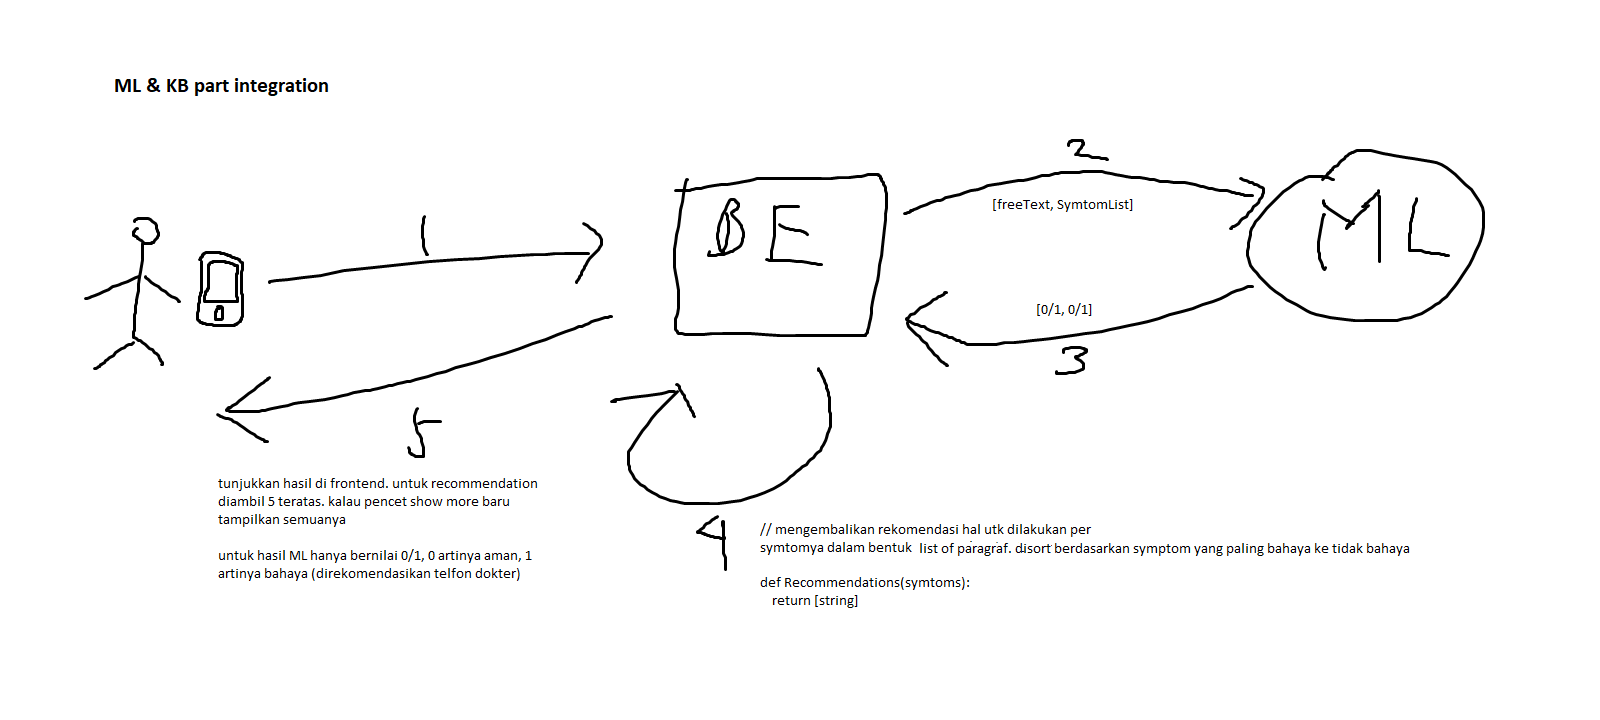 ML & KB part integration
2
[freeText, SymtomList]
1
BE
ML
[0/1, 0/1]
3
5
tunjukkan hasil di frontend. untuk recommendation
diambil 5 teratas. kalau pencet show more baru
tampilkan semuanya
untuk hasil ML hanya bernilai 0/1, 0 artinya aman, 1
artinya bahaya (direkomendasikan telfon dokter)
4
// mengembalikan rekomendasi hal utk dilakukan per
symtomya dalam bentuk list of paragraf. disort berdasarkan symptom yang paling bahaya ke tidak bahaya
def Recommendations(symtoms):
return [string]